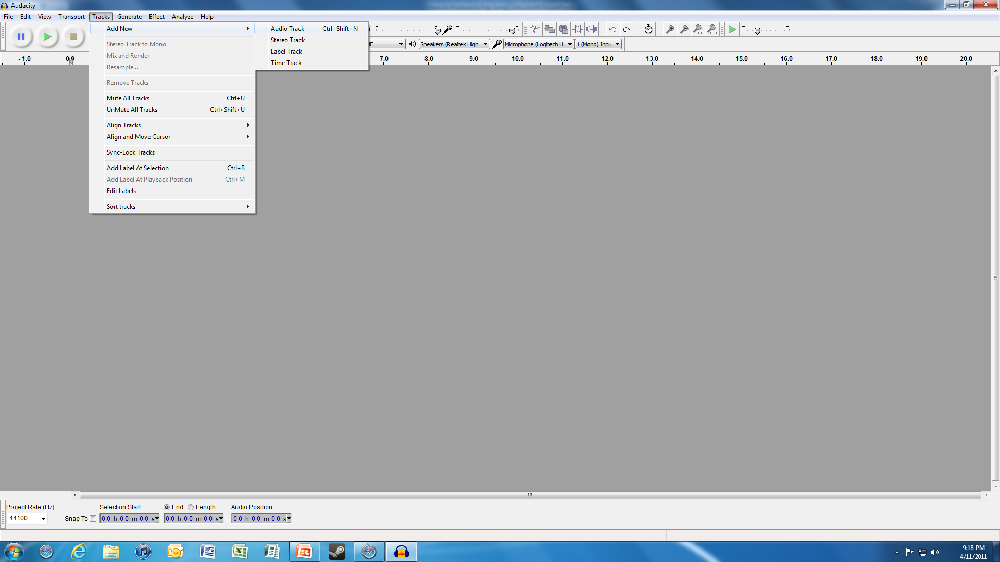 Audacity
File Edit View Transport Tracks Generate Effect Analyze Help
Add New
Audio Track Ctrl+Shift+N
Stereo Track
Label Track
Time Track
Stereo Track to Mono
Mix and Render
Resample...
Remove Tracks
Mute All Tracks Ctrl+U
UnMute All Tracks Ctrl+Shift+U
Align Tracks
Align and Move Cursor
Sync-Lock Tracks
Add Label At Selection Ctrl+B
Add Label At Playback Position Ctrl+M
Edit Labels
Sort tracks
Speakers (Realtek High
Microphone (Logitech U
1 (Mono) Inpu
- 1.0 0.0 7.0 8.0 9.0 10.0 11.0 12.0 13.0 14.0 15.0 16.0 17.0 18.0 19.0 20.0
Project Rate (Hz): Selection Start: End Length Audio Position:
44100 Snap To 00 h 00 m 00 s 00 h 00 m 00 s 00 h 00 m 00 s
9:18 PM
4/11/2011